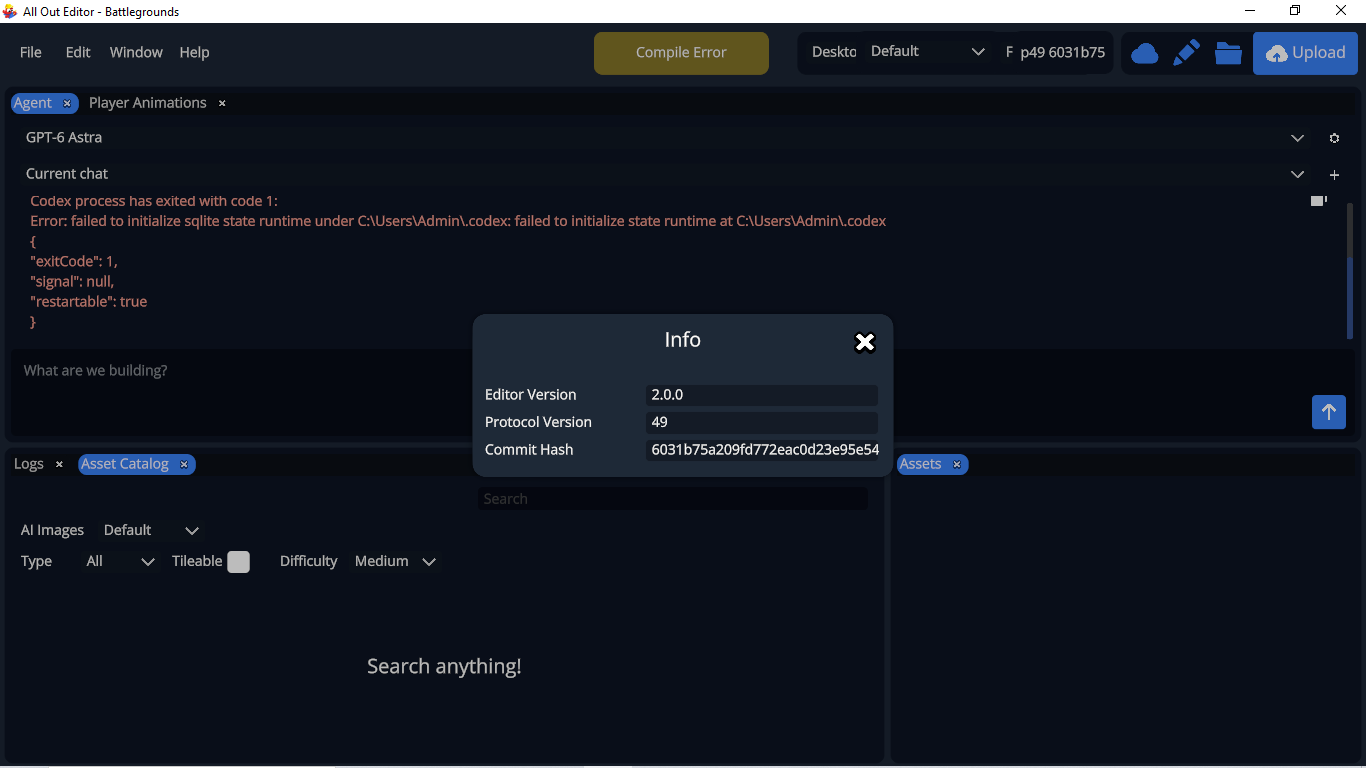 All Out Editor - Battlegrounds
File Edit Window Help
Compile Error
Deskto Default F p49 6031b75
Upload
Agent Player Animations
GPT-6 Astra
Current chat
Codex process has exited with code 1:
Error: failed to initialize sqlite state runtime under C:\Users\Admin\.codex: failed to initialize state runtime at C:\Users\Admin\.codex
{
"exitCode": 1,
"signal": null,
"restartable": true
}
What are we building?
Info
Editor Version 2.0.0
Protocol Version 49
Commit Hash 6031b75a209fd772eac0d23e95e54
Logs Asset Catalog
Assets
Search
AI Images Default
Type All Tileable Difficulty Medium
Search anything!